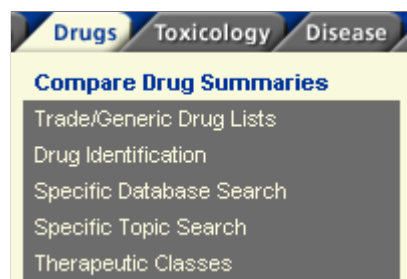 Drugs Toxicology Disease
Compare Drug Summaries
Trade/Generic Drug Lists
Drug Identification
Specific Database Search
Specific Topic Search
Therapeutic Classes